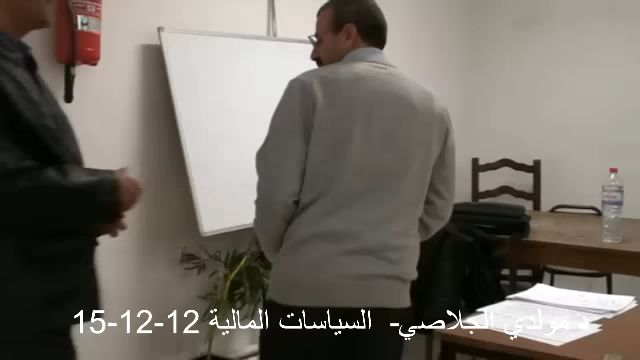 د مولدي الجلاصي- السياسات المالية 12-12-15